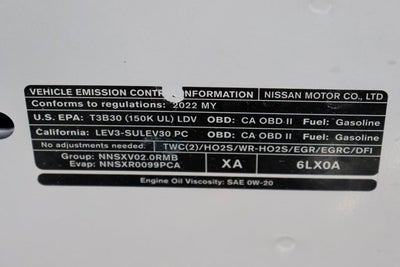 VEHICLE EMISSION CONTROL INFORMATION NISSAN MOTOR CO., LTD
Conforms to regulations: 2022 MY
U.S. EPA: T3B30 (150K UL) LDV OBD: CA OBD II Fuel: Gasoline
California: LEV3-SULEV30 PC OBD: CA OBD II Fuel: Gasoline
No adjustments needed: TWC(2)/HO2S/WR-HO2S/EGR/EGRC/DFI
Group: NNSXV02.0RMB XA 6LX0A
Evap: NNSXR0099PCA
Engine Oil Viscosity: SAE 0W-20